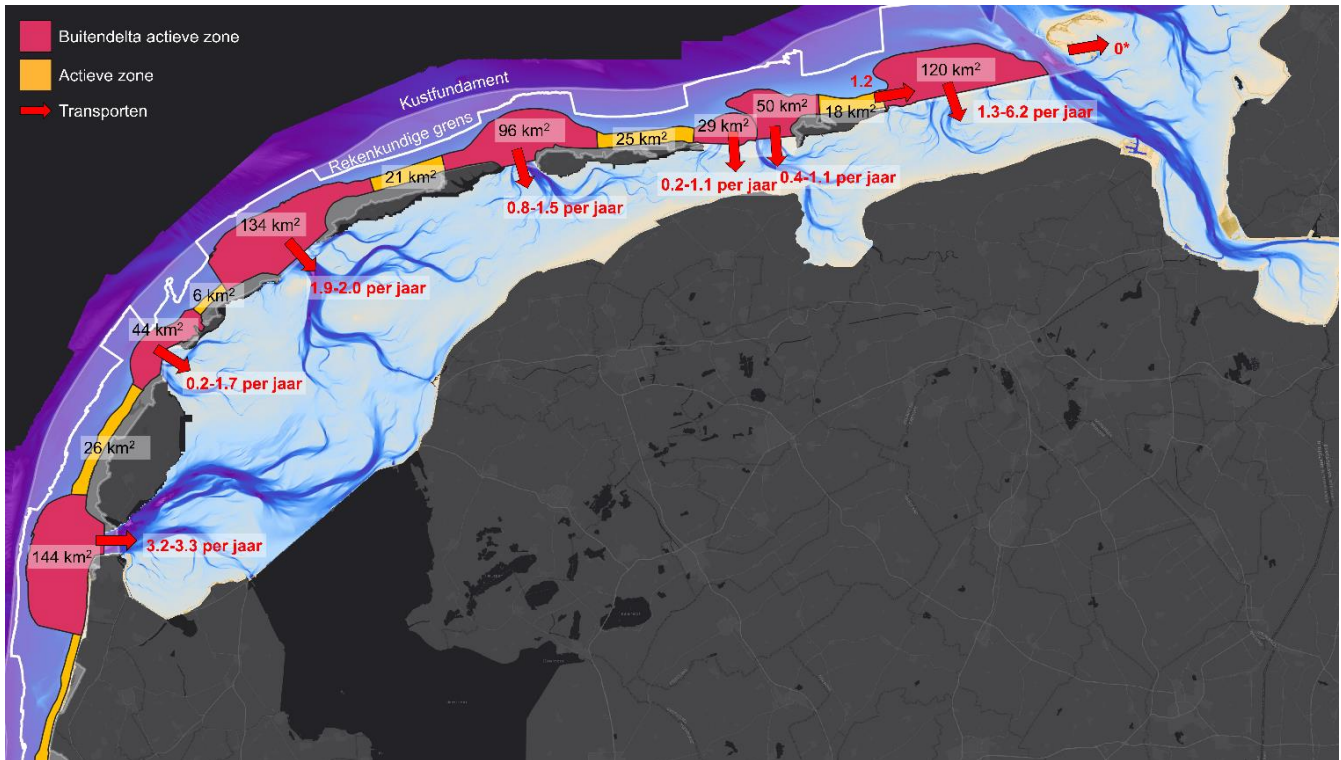 Buitendelta actieve zone
Actieve zone
Transporten
Kustfundament
Rekenkundige grens
0*
120 km²
1.2
1.3-6.2 per jaar
18 km²
50 km²
29 km²
0.4-1.1 per jaar
0.2-1.1 per jaar
25 km²
96 km²
0.8-1.5 per jaar
21 km²
134 km²
1.9-2.0 per jaar
6 km²
44 km²
0.2-1.7 per jaar
26 km²
144 km²
3.2-3.3 per jaar